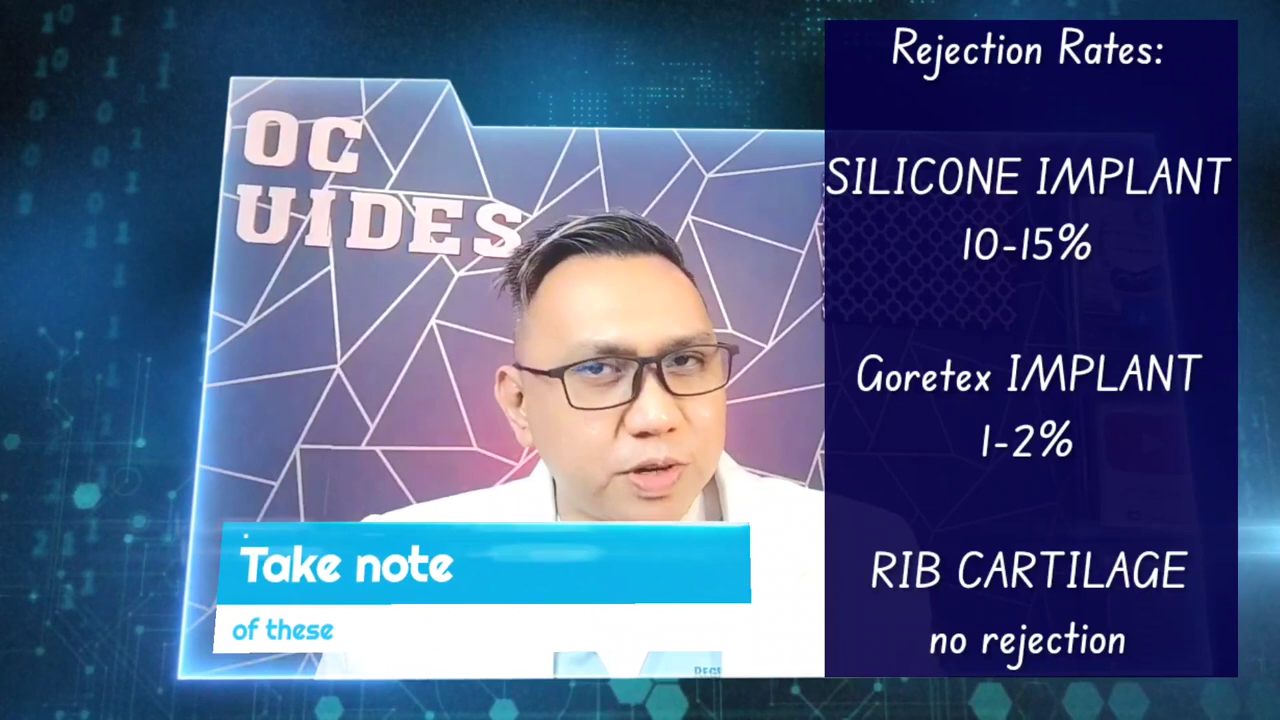 OC
UIDES
Take note
of these
Rejection Rates:
SILICONE IMPLANT
10-15%
Goretex IMPLANT
1-2%
RIB CARTILAGE
no rejection